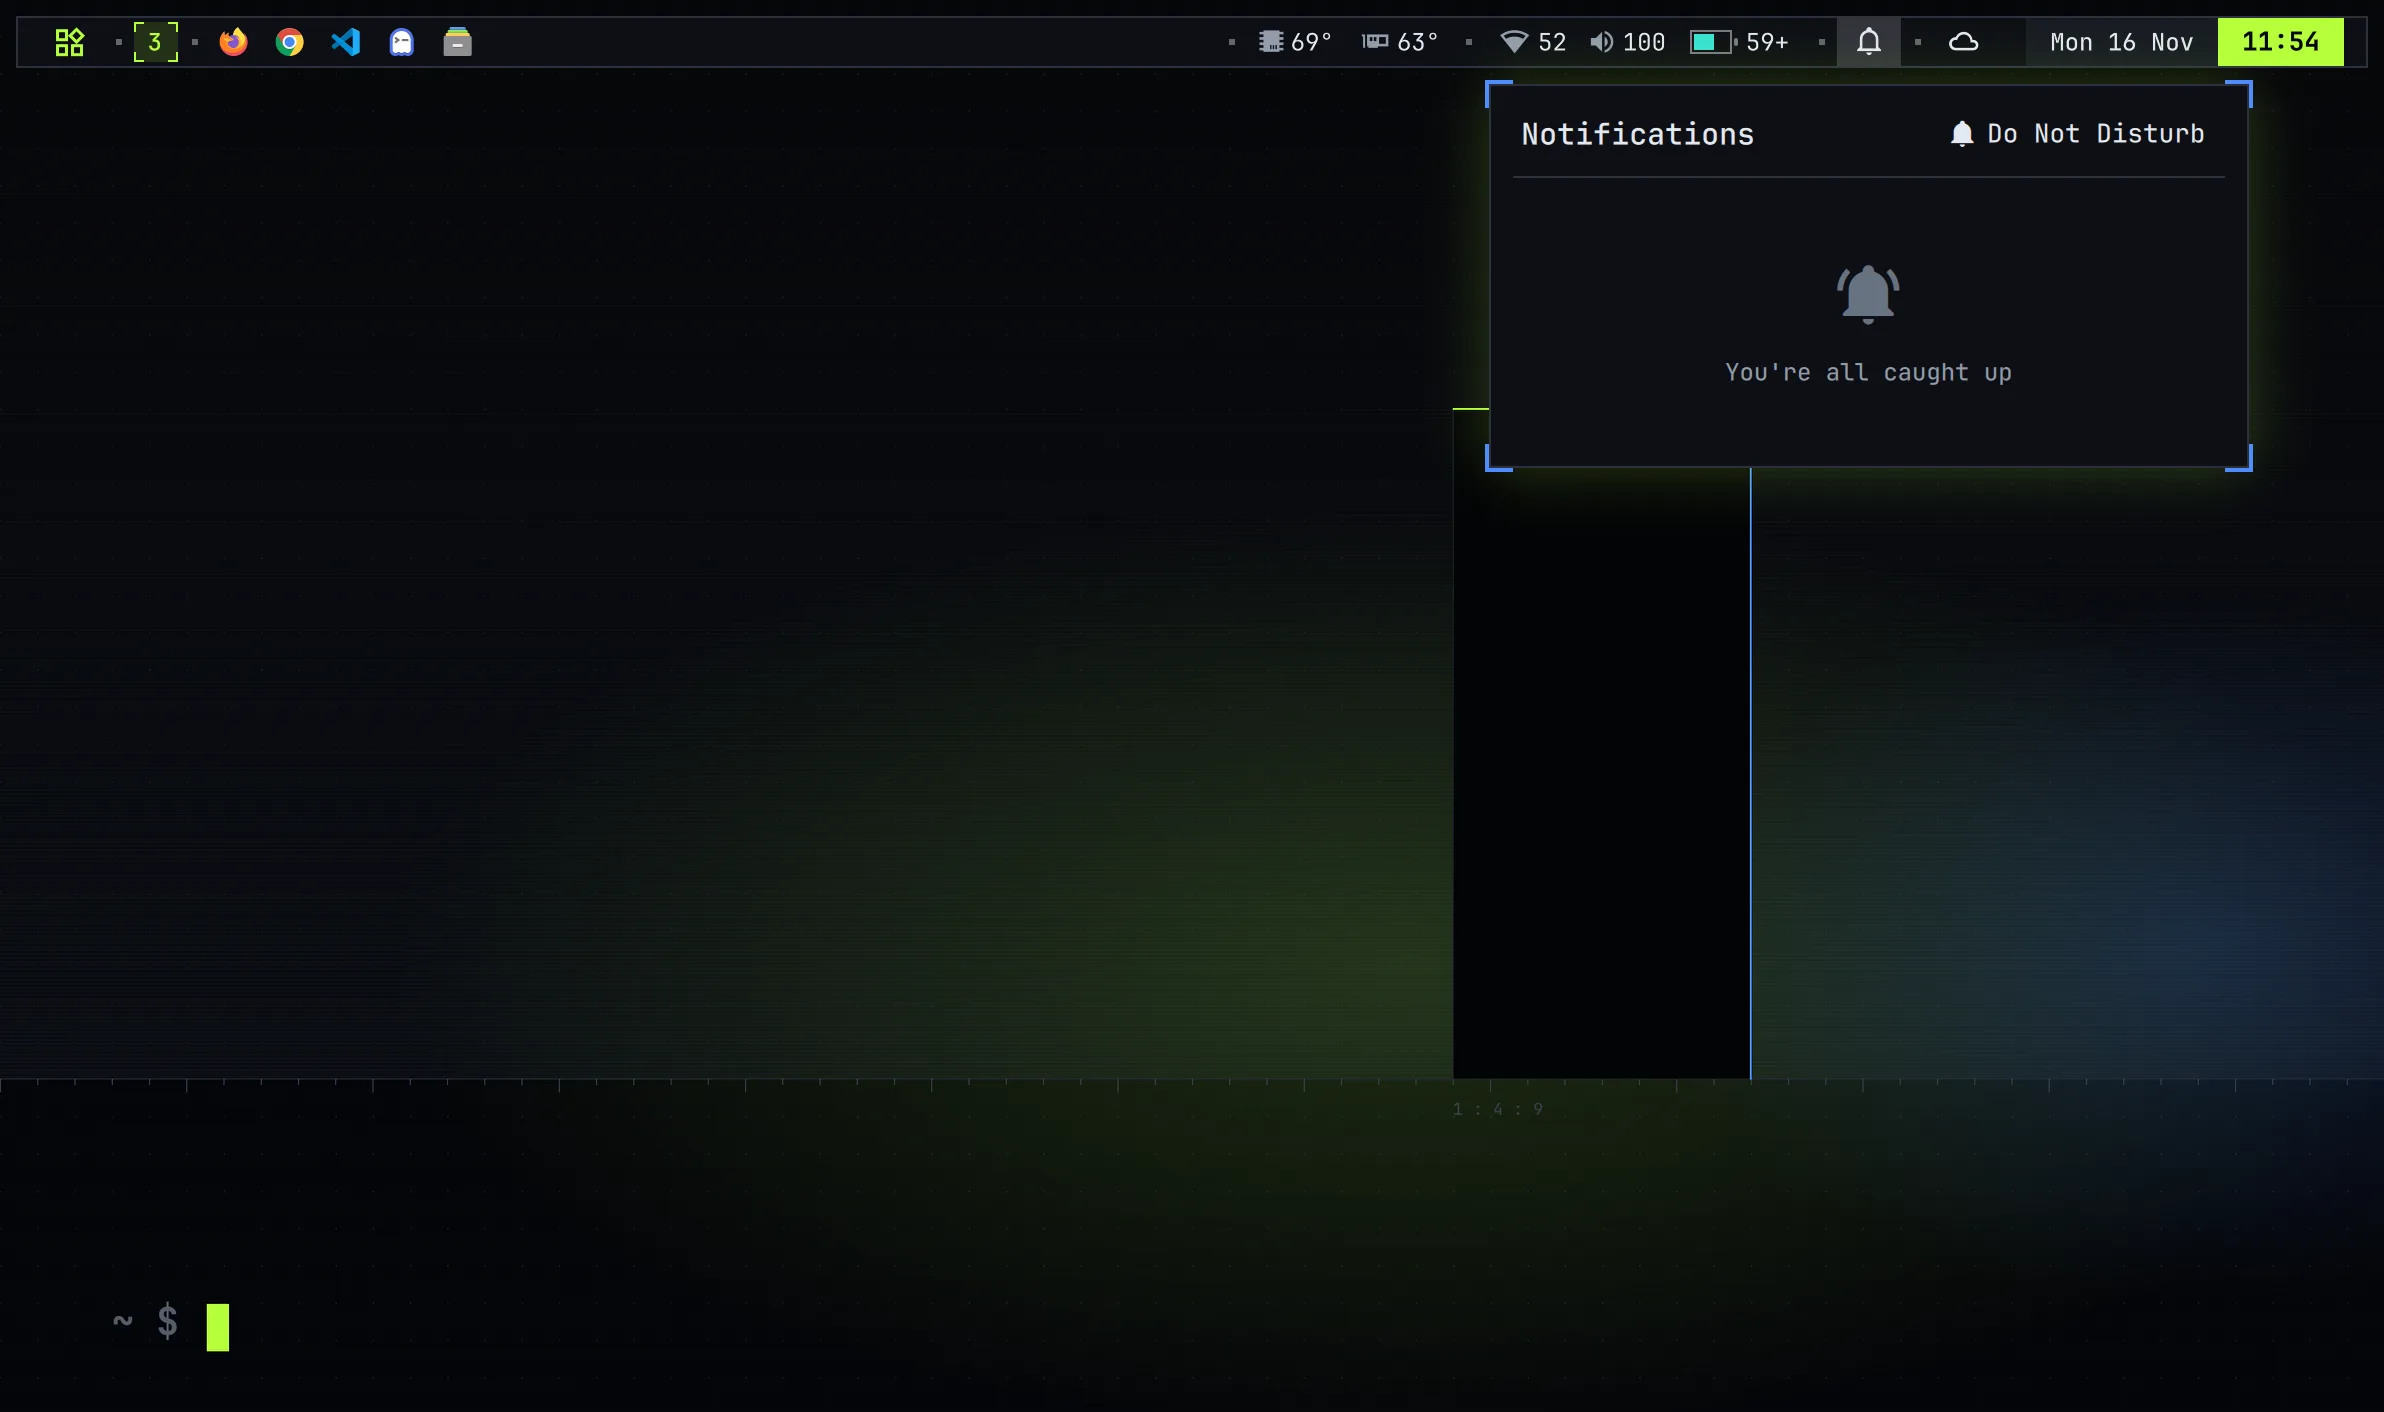 3 69° 63° 52 100 59+ Mon 16 Nov 11:54
Notifications Do Not Disturb
You're all caught up
1 : 4 : 9
~ $